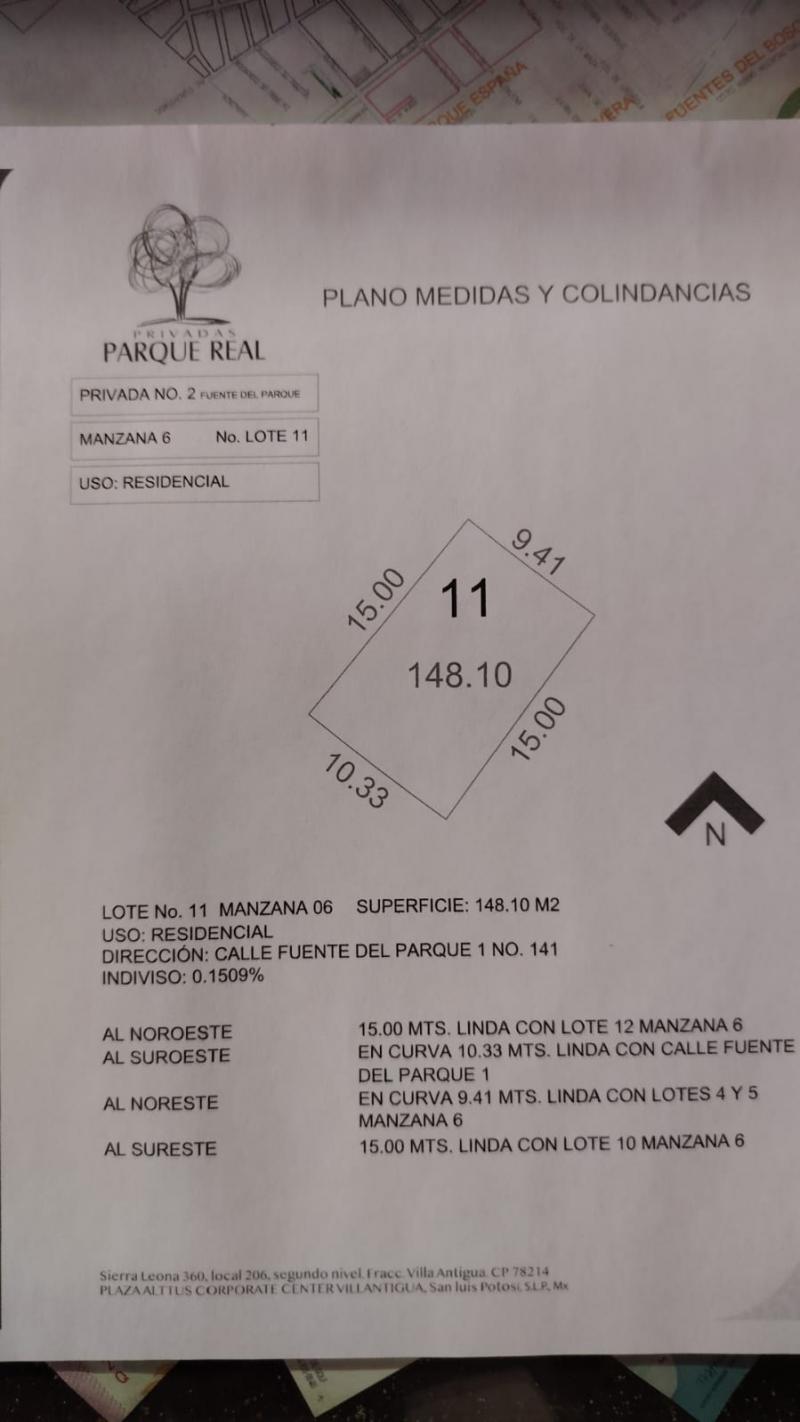 QUE ESPAÑA
VERA
FUENTES DEL BOSQ
PLANO MEDIDAS Y COLINDANCIAS
PRIVADAS
PARQUE REAL
PRIVADA NO. 2 FUENTE DEL PARQUE
MANZANA 6 No. LOTE 11
USO: RESIDENCIAL
9.41
15.00
11
148.10
15.00
10.33
N
LOTE No. 11 MANZANA 06 SUPERFICIE: 148.10 M2
USO: RESIDENCIAL
DIRECCIÓN: CALLE FUENTE DEL PARQUE 1 NO. 141
INDIVISO: 0.1509%
AL NOROESTE 15.00 MTS. LINDA CON LOTE 12 MANZANA 6
AL SUROESTE EN CURVA 10.33 MTS. LINDA CON CALLE FUENTE
DEL PARQUE 1
AL NORESTE EN CURVA 9.41 MTS. LINDA CON LOTES 4 Y 5
MANZANA 6
AL SURESTE 15.00 MTS. LINDA CON LOTE 10 MANZANA 6
Sierra Leona 360, local 206, segundo nivel. Fracc. Villa Antigua. CP 78214
PLAZA ALTTUS CORPORATE CENTER VILLANTIGUA, San luis Potosí, S.L.P., Mx